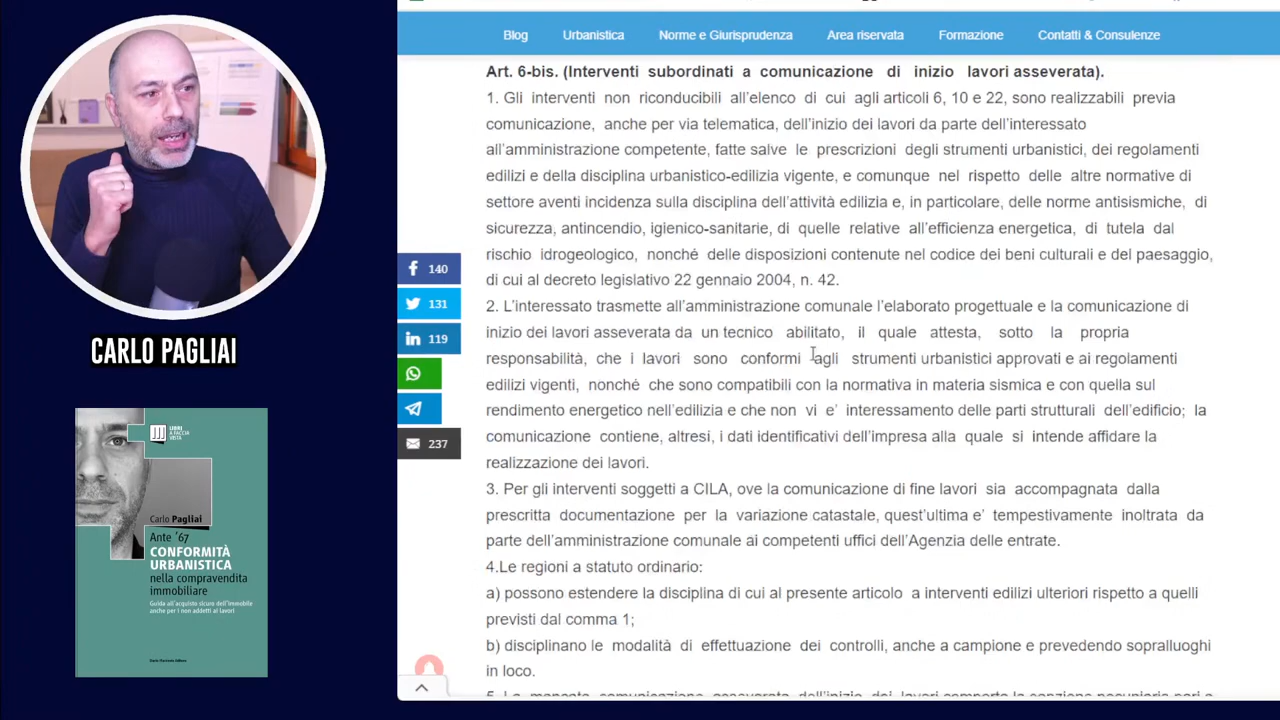 Blog Urbanistica Norme e Giurisprudenza Area riservata Formazione Contatti & Consulenze
Art. 6-bis. (Interventi subordinati a comunicazione di inizio lavori asseverata).
1. Gli interventi non riconducibili all'elenco di cui agli articoli 6, 10 e 22, sono realizzabili previa
comunicazione, anche per via telematica, dell'inizio dei lavori da parte dell'interessato
all'amministrazione competente, fatte salve le prescrizioni degli strumenti urbanistici, dei regolamenti
edilizi e della disciplina urbanistico-edilizia vigente, e comunque nel rispetto delle altre normative di
settore aventi incidenza sulla disciplina dell'attività edilizia e, in particolare, delle norme antisismiche, di
sicurezza, antincendio, igienico-sanitarie, di quelle relative all'efficienza energetica, di tutela dal
rischio idrogeologico, nonché delle disposizioni contenute nel codice dei beni culturali e del paesaggio,
di cui al decreto legislativo 22 gennaio 2004, n. 42.
2. L'interessato trasmette all'amministrazione comunale l'elaborato progettuale e la comunicazione di
inizio dei lavori asseverata da un tecnico abilitato, il quale attesta, sotto la propria
responsabilità, che i lavori sono conformi agli strumenti urbanistici approvati e ai regolamenti
edilizi vigenti, nonché che sono compatibili con la normativa in materia sismica e con quella sul
rendimento energetico nell'edilizia e che non vi e' interessamento delle parti strutturali dell'edificio; la
comunicazione contiene, altresì, i dati identificativi dell'impresa alla quale si intende affidare la
realizzazione dei lavori.
3. Per gli interventi soggetti a CILA, ove la comunicazione di fine lavori sia accompagnata dalla
prescritta documentazione per la variazione catastale, quest'ultima e' tempestivamente inoltrata da
parte dell'amministrazione comunale ai competenti uffici dell'Agenzia delle entrate.
4.Le regioni a statuto ordinario:
a) possono estendere la disciplina di cui al presente articolo a interventi edilizi ulteriori rispetto a quelli
previsti dal comma 1;
b) disciplinano le modalità di effettuazione dei controlli, anche a campione e prevedendo sopralluoghi
in loco.
5. La mancata comunicazione asseverata dell'inizio dei lavori comporta la sanzione pecuniaria pari a
140
131
119
237
CARLO PAGLIAI
LIBRI
A FACCIA
VISTA
Carlo Pagliai
Ante '67
CONFORMITÀ
URBANISTICA
nella compravendita
immobiliare
Guida all'acquisto sicuro dell'immobile
anche per i non addetti ai lavori